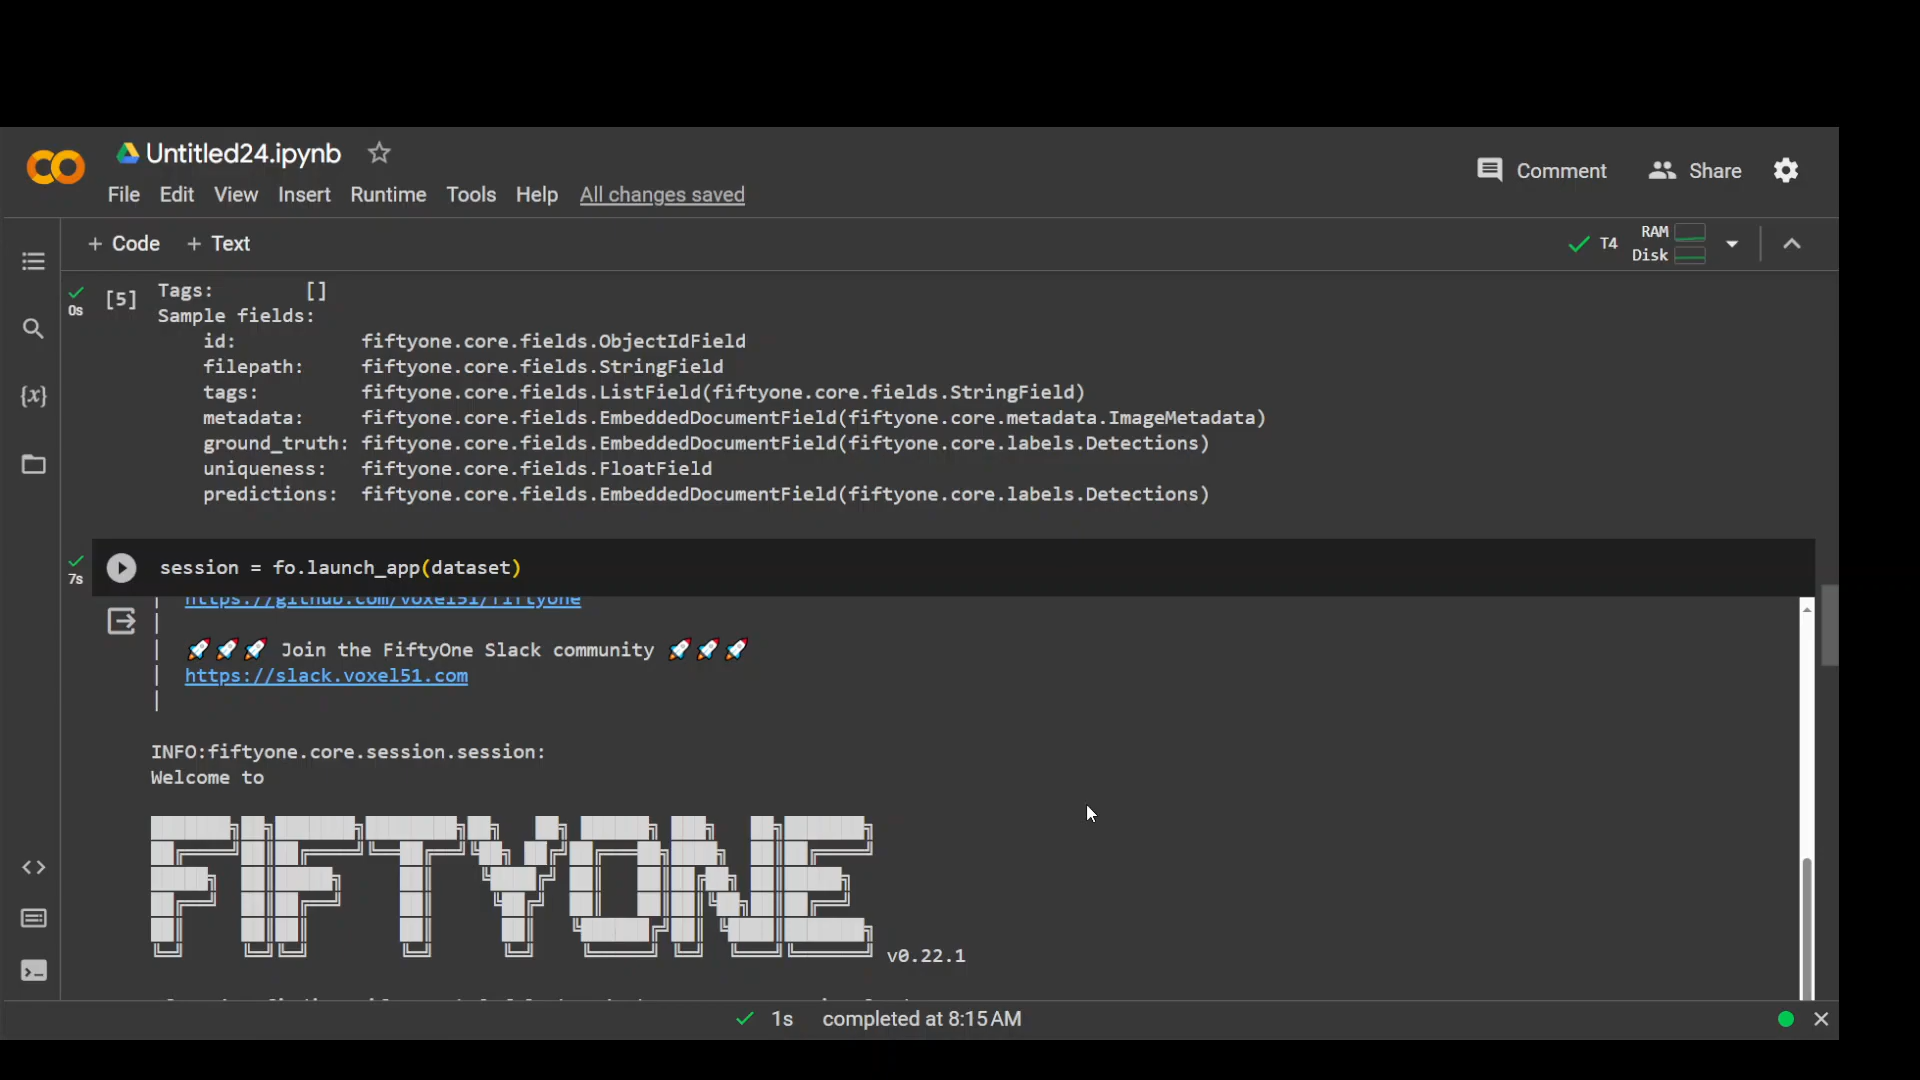 Untitled24.ipynb
Comment
Share
File Edit View Insert Runtime Tools Help All changes saved
+ Code + Text
T4
RAM
Disk
0s
[5]
Tags: []
Sample fields:
id: fiftyone.core.fields.ObjectIdField
filepath: fiftyone.core.fields.StringField
tags: fiftyone.core.fields.ListField(fiftyone.core.fields.StringField)
metadata: fiftyone.core.fields.EmbeddedDocumentField(fiftyone.core.metadata.ImageMetadata)
ground_truth: fiftyone.core.fields.EmbeddedDocumentField(fiftyone.core.labels.Detections)
uniqueness: fiftyone.core.fields.FloatField
predictions: fiftyone.core.fields.EmbeddedDocumentField(fiftyone.core.labels.Detections)
7s
session = fo.launch_app(dataset)
| https://github.com/voxel51/fiftyone
|
| 🚀🚀🚀 Join the FiftyOne Slack community 🚀🚀🚀
| https://slack.voxel51.com
|
INFO:fiftyone.core.session.session:
Welcome to
FIFTYONE
v0.22.1
1s completed at 8:15 AM